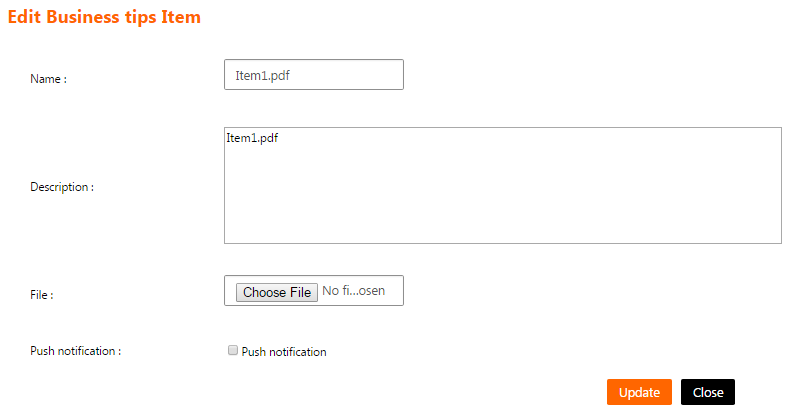 Edit Business tips Item
Name :
Item1.pdf
Description :
Item1.pdf
File :
Choose File No fi...osen
Push notification :
Push notification
Update Close